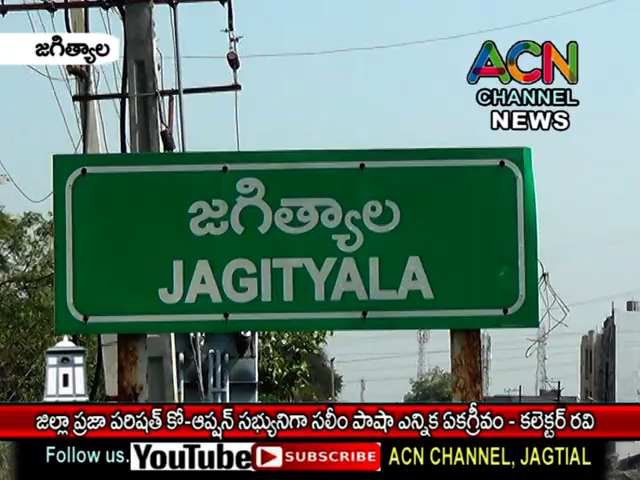 జగిత్యాల
ACN
CHANNEL
NEWS
జగిత్యాల
JAGITYALA
జిల్లా ప్రజా పరిషత్ కో-ఆప్షన్ సభ్యునిగా సలీం పాషా ఎన్నిక ఏకగ్రీవం - కలెక్టర్ రవి
Follow us. YouTube SUBSCRIBE ACN CHANNEL, JAGTIAL